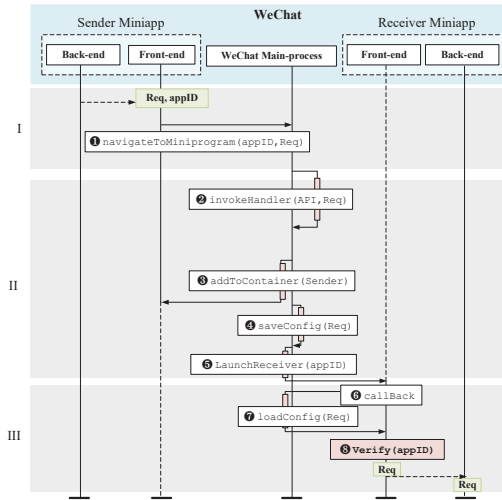 WeChat
Sender Miniapp
Receiver Miniapp
Back-end
Front-end
WeChat Main-process
Front-end
Back-end
Req, appID
I
❶ navigateToMiniprogram(appID,Req)
❷ invokeHandler(API,Req)
II
❸ addToContainer(Sender)
❹ saveConfig(Req)
❺ LaunchReceiver(appID)
❻ callBack
❼ loadConfig(Req)
III
❽ Verify(appID)
Req
Req